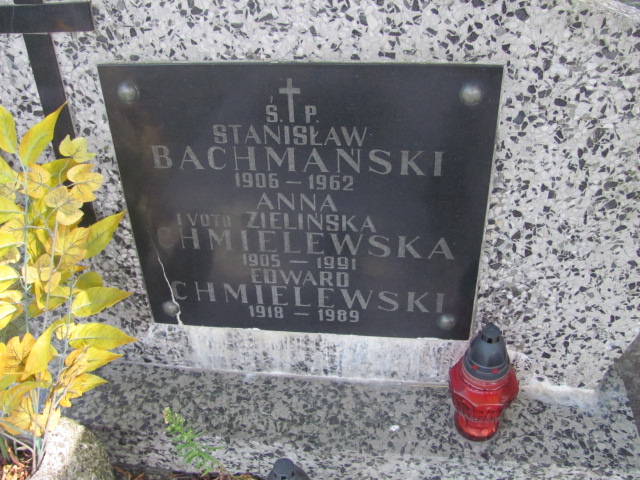 Ś. P.
STANISŁAW
BACHMAŃSKI
1906 – 1962
ANNA
I VOTO ZIELIŃSKA
CHMIELEWSKA
1905 – 1991
EDWARD
CHMIELEWSKI
1918 – 1989